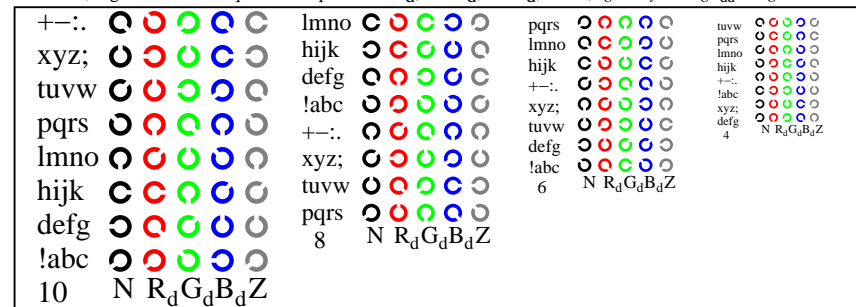 +−:.
xyz;
tuvw
pqrs
lmno
hijk
defg
!abc
10 N RdGdBdZ
lmno
hijk
defg
!abc
+−:.
xyz;
tuvw
pqrs
8 N RdGdBdZ
pqrs
lmno
hijk
+−:.
xyz;
tuvw
defg
!abc
6 N RdGdBdZ
tuvw
pqrs
lmno
hijk
+−:.
!abc
xyz;
defg
4 N RdGdBdZ